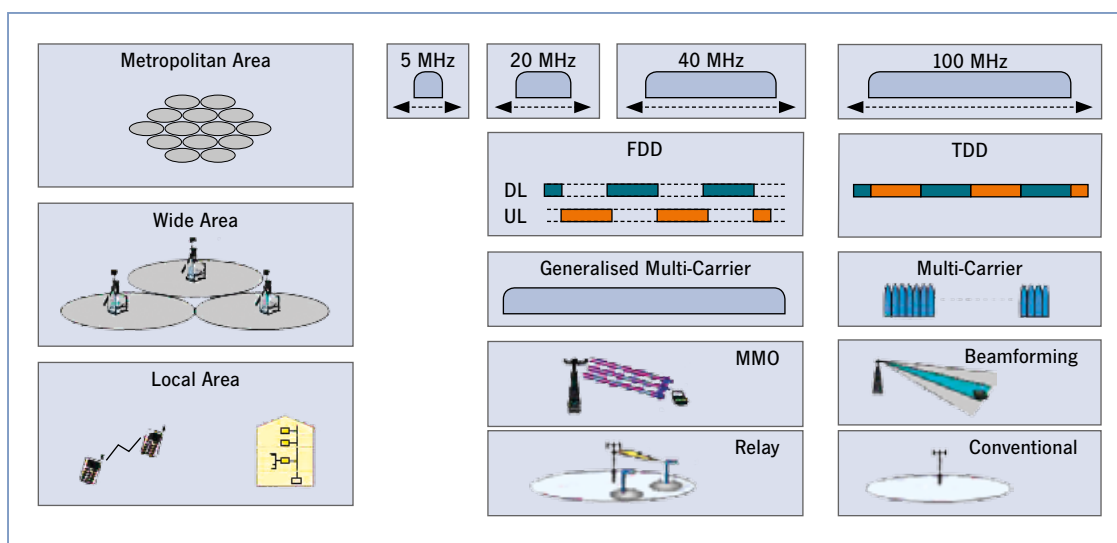 Metropolitan Area
5 MHz
20 MHz
40 MHz
100 MHz
FDD
DL
UL
TDD
Wide Area
Generalised Multi-Carrier
Multi-Carrier
MMO
Beamforming
Local Area
Relay
Conventional